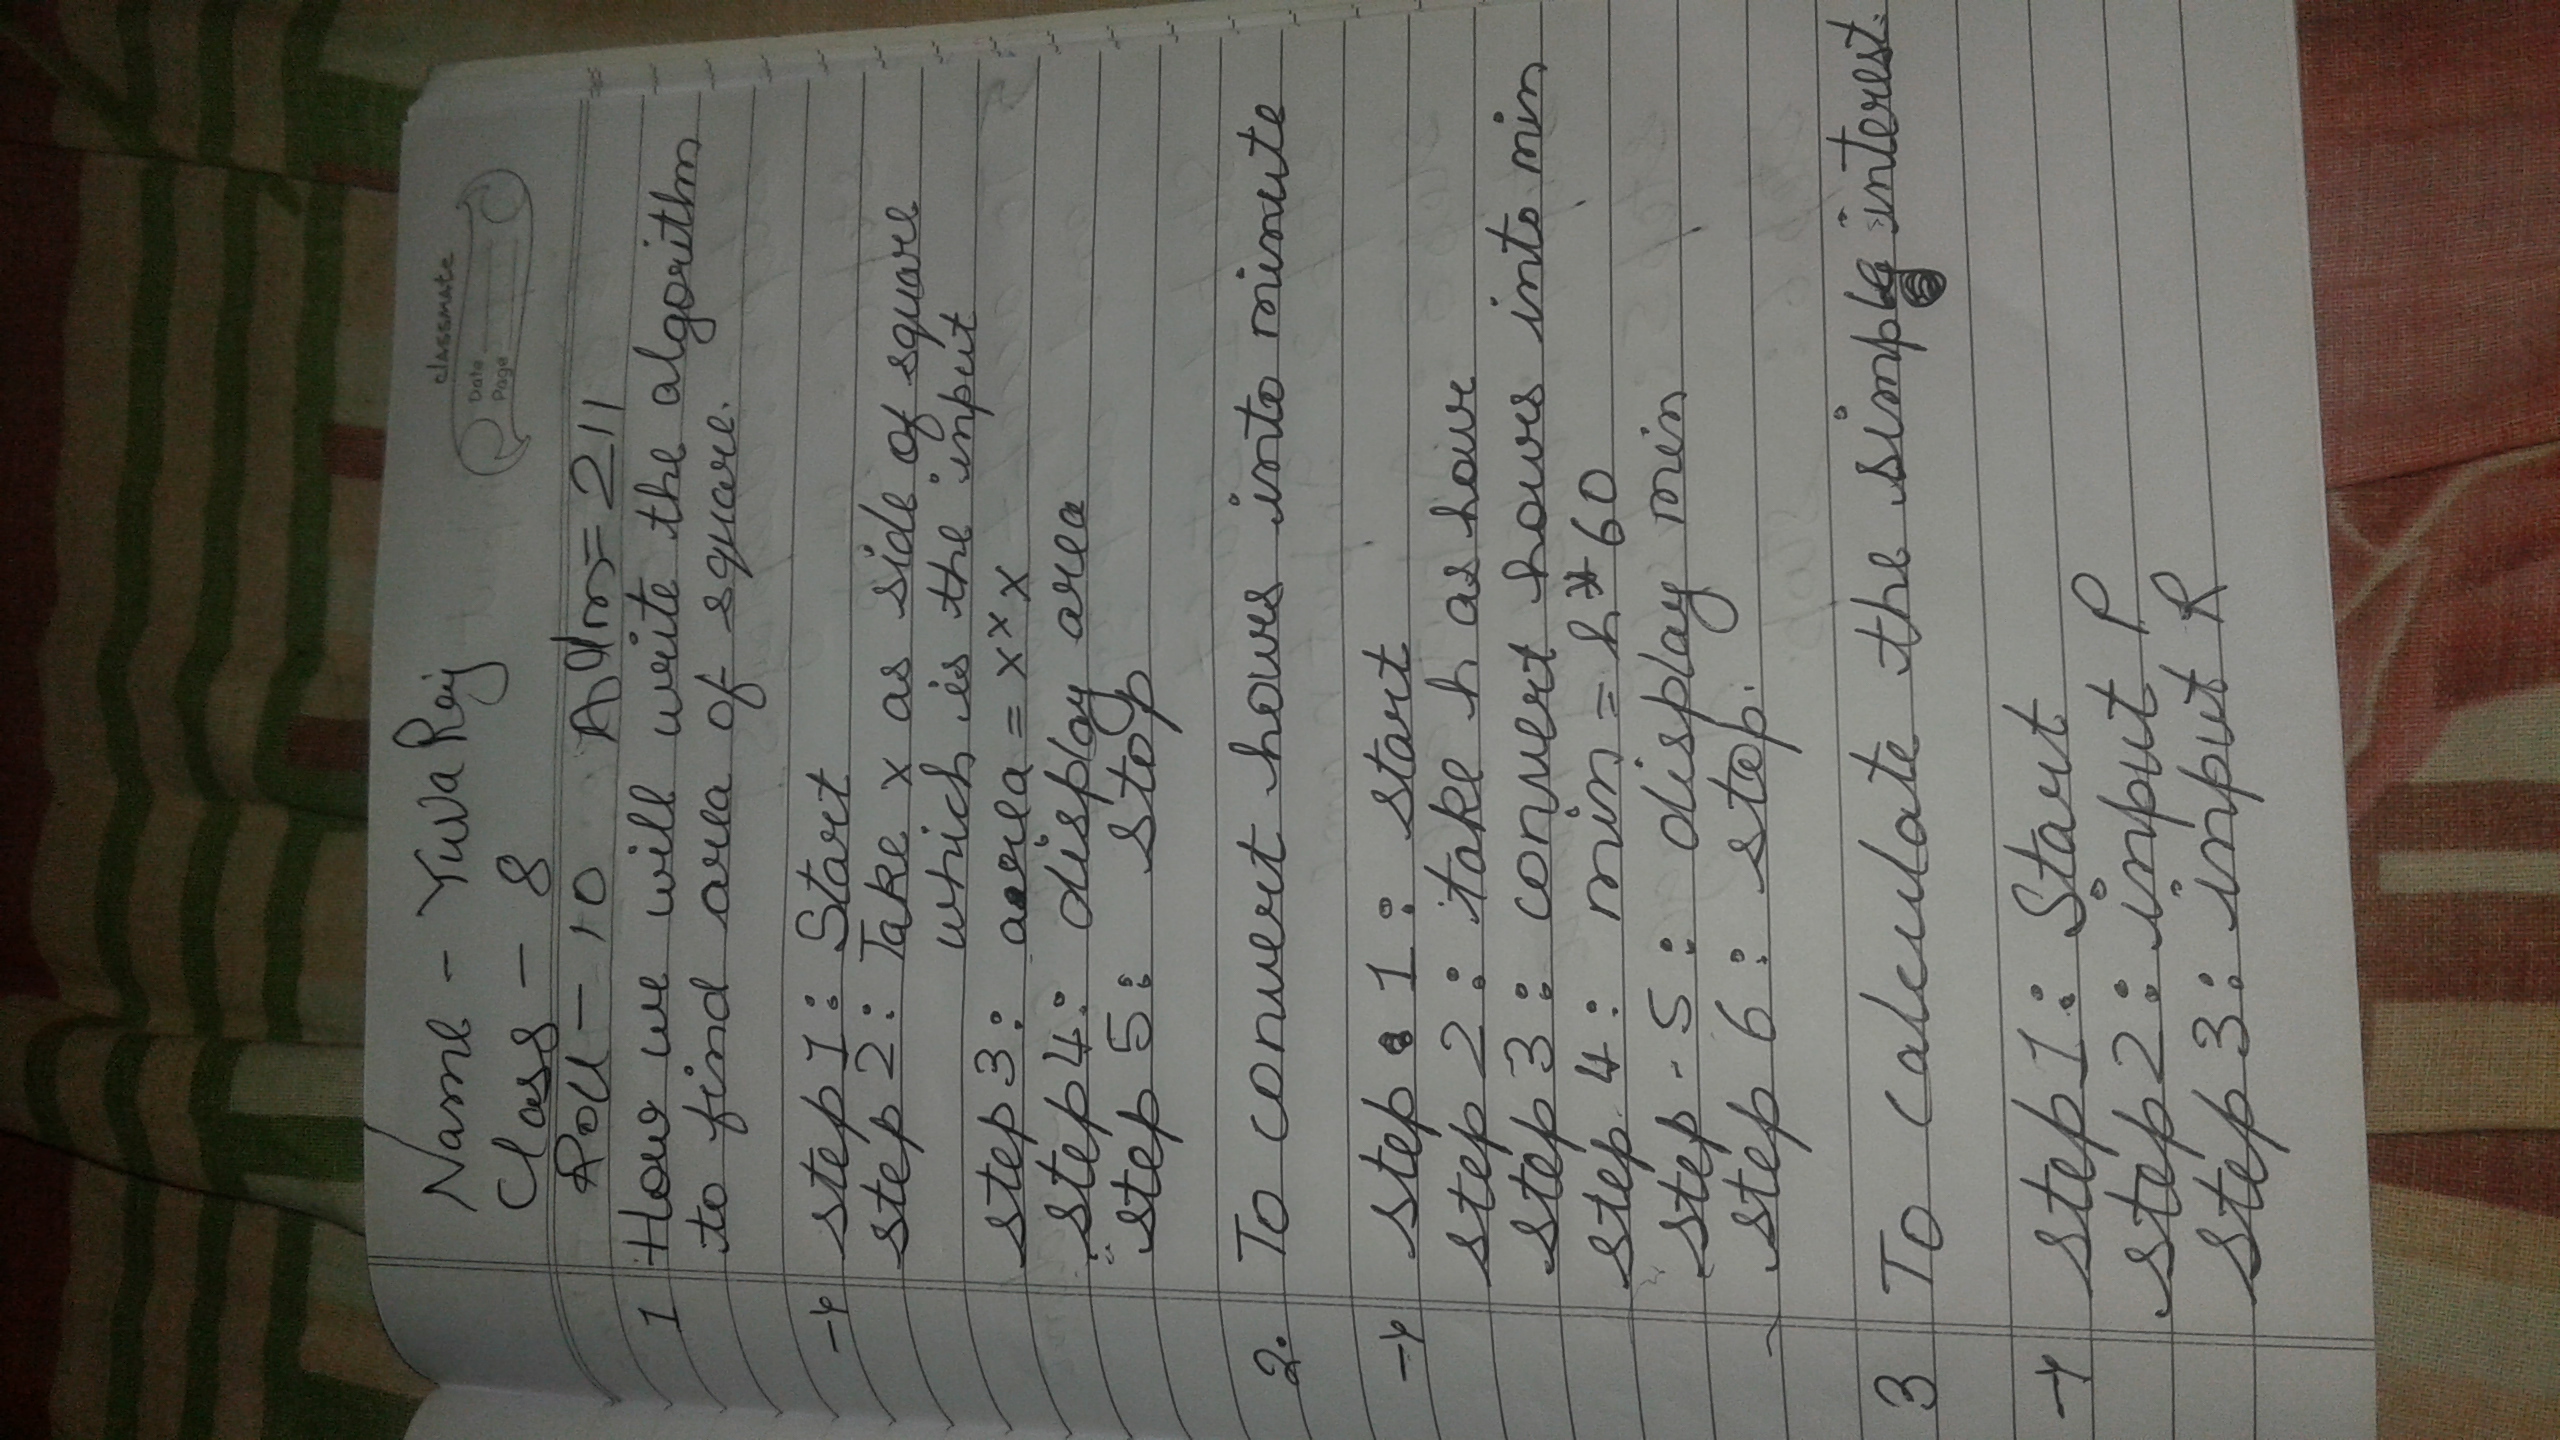 Name - Yuva Raj
classmate
Date
Page
Class - 8
Roll - 10 Adm = 211
1 How we will write the algorithm
to find area of square.
→ step 1: Start
step 2: Take x as side of square
which is the input
step 3: area = x*x
step 4: display area
step 5: stop
2. To convert hours into minute
→ step 1: start
step 2: take h as hour
step 3: convert hours into min
step 4: min = h*60
step - 5: display min
step 6: stop.
3 To calculate the simple interest.
→ step 1: Start
step 2: input P
step 3: input R